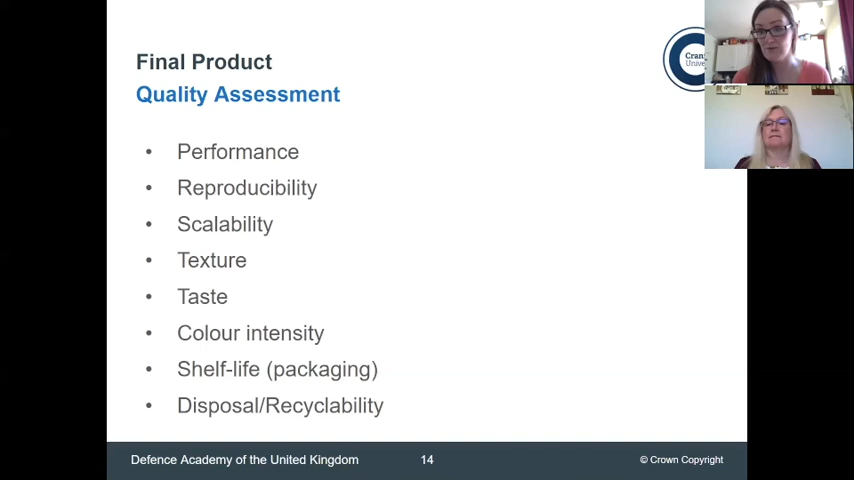 Final Product
Quality Assessment
• Performance
• Reproducibility
• Scalability
• Texture
• Taste
• Colour intensity
• Shelf-life (packaging)
• Disposal/Recyclability
Defence Academy of the United Kingdom 14 © Crown Copyright